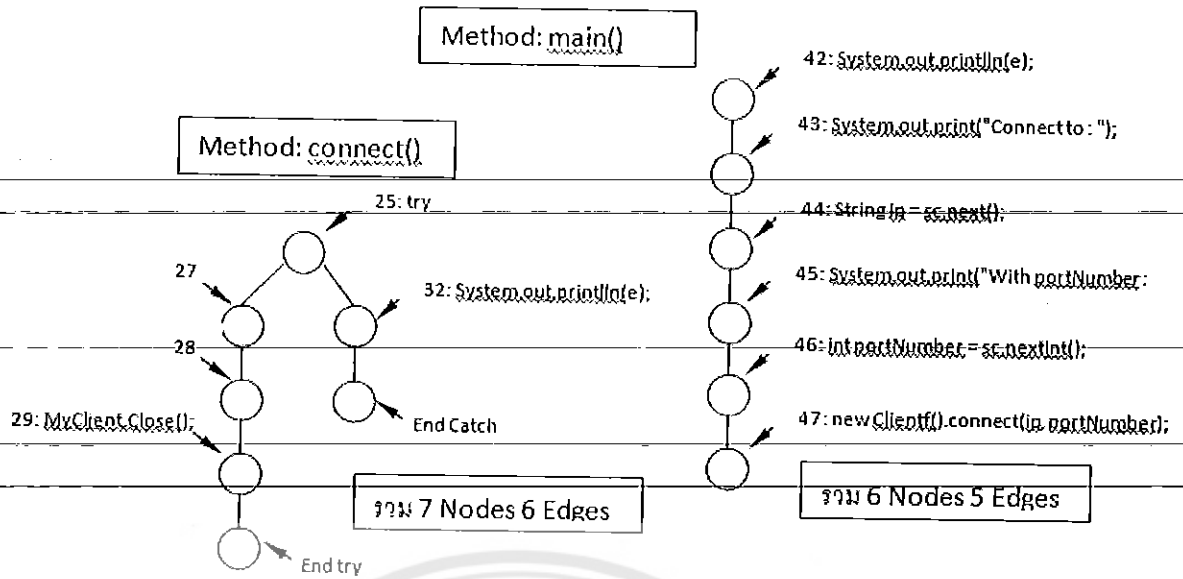 Method: main()
Method: connect()
25: try
27
32: System.out.println(e);
28
29: MyClient.Close();
End Catch
รวม 7 Nodes 6 Edges
End try
42: System.out.println(e);
43: System.out.print("Connect to : ");
44: String ip = sc.next();
45: System.out.print("With portNumber :
46: int portNumber = sc.nextInt();
47: new Clientf().connect(ip, portNumber);
รวม 6 Nodes 5 Edges